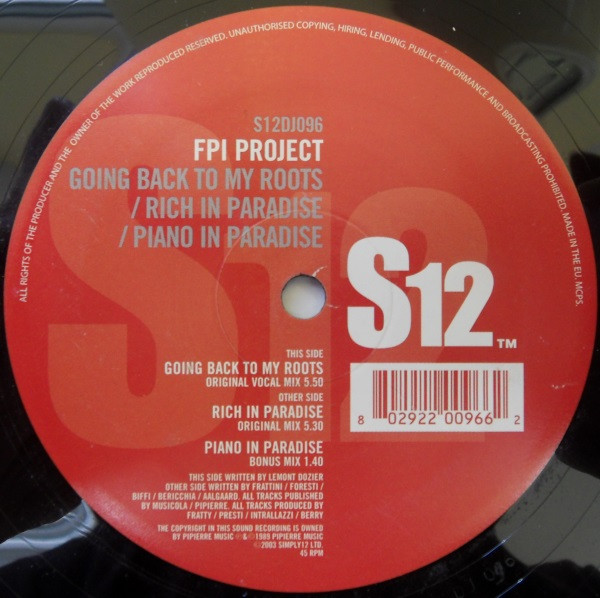 ALL RIGHTS OF THE PRODUCER AND THE OWNER OF THE WORK REPRODUCED RESERVED. UNAUTHORISED COPYING, HIRING, LENDING, PUBLIC PERFORMANCE AND BROADCASTING PROHIBITED. MADE IN THE EU. MCPS.
S12DJ096
FPI PROJECT
GOING BACK TO MY ROOTS
/ RICH IN PARADISE
/ PIANO IN PARADISE
S12
S12™
THIS SIDE
GOING BACK TO MY ROOTS
ORIGINAL VOCAL MIX 5.50
OTHER SIDE
RICH IN PARADISE
ORIGINAL MIX 5.30
PIANO IN PARADISE
BONUS MIX 1.40
8 02922 00966 2
THIS SIDE WRITTEN BY LEMONT DOZIER
OTHER SIDE WRITTEN BY FRATTINI / FORESTI /
BIFFI / BERICCHIA / AALGAARD. ALL TRACKS PUBLISHED
BY MUSICOLA / PIPIERRE. ALL TRACKS PRODUCED BY
FRATTY / PRESTI / INTRALLAZZI / BERRY
THE COPYRIGHT IN THIS SOUND RECORDING IS OWNED
BY PIPIERRE MUSIC ℗ & © 1989 PIPIERRE MUSIC
©2003 SIMPLY12 LTD.
45 RPM